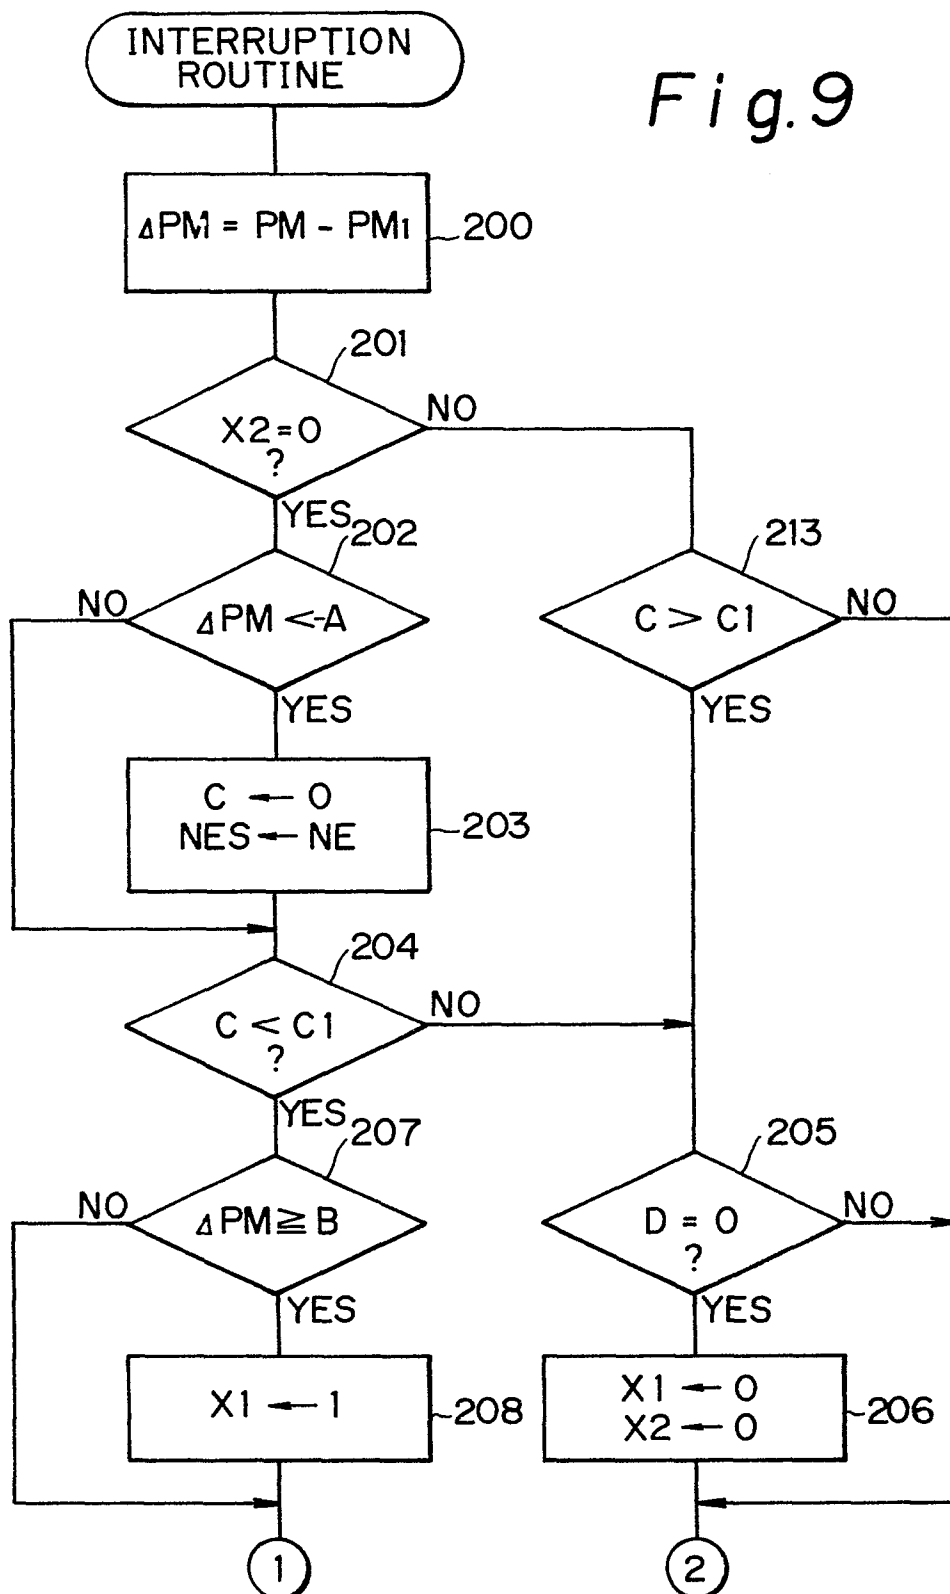 INTERRUPTION
ROUTINE
Fig.9
ΔPM = PM - PM1
200
201
X2=0
?
NO
YES
202
ΔPM <-A
NO
YES
213
C > C1
NO
YES
C ← 0
NES ← NE
203
204
C < C1
?
NO
YES
207
ΔPM ≧ B
NO
YES
205
D = 0
?
NO
YES
X1 ← 1
208
X1 ← 0
X2 ← 0
206
1
2